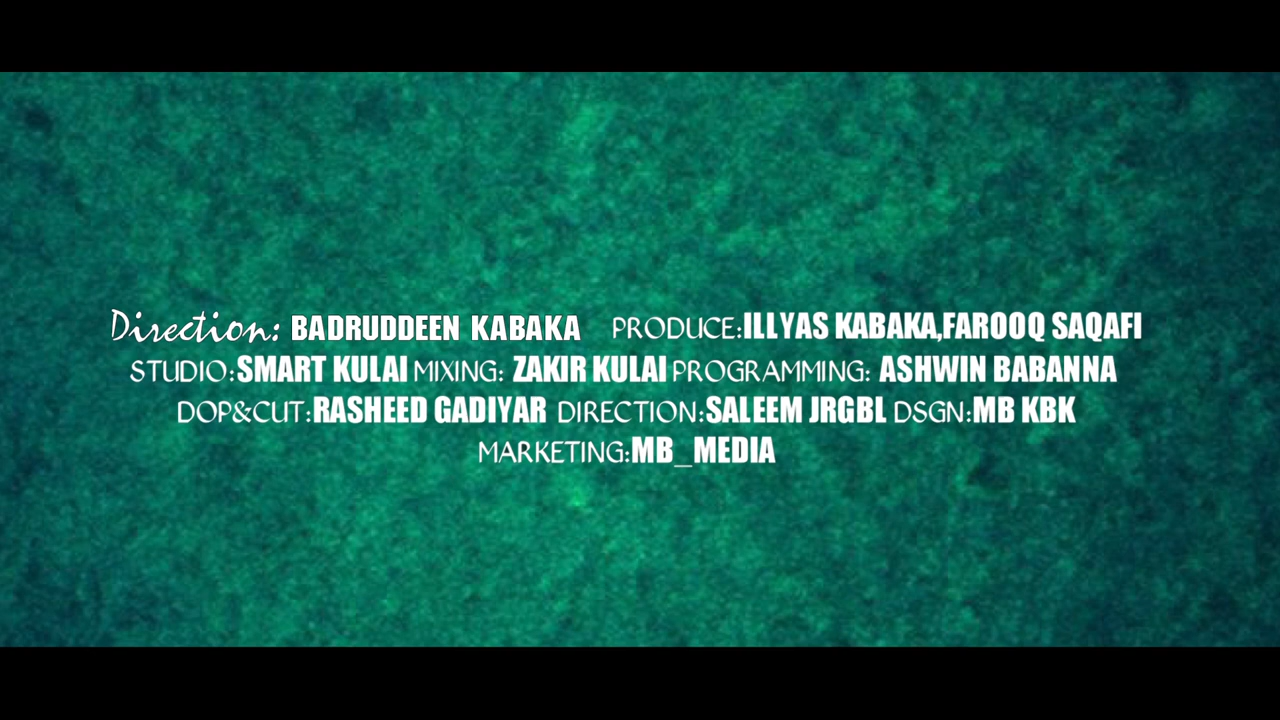 Direction: BADRUDDEEN KABAKA PRODUCE:ILLYAS KABAKA,FAROOQ SAQAFI
STUDIO:SMART KULAI MIXING: ZAKIR KULAI PROGRAMMING: ASHWIN BABANNA
DOP&CUT:RASHEED GADIYAR DIRECTION:SALEEM JRGBL DSGN:MB KBK
MARKETING:MB_MEDIA